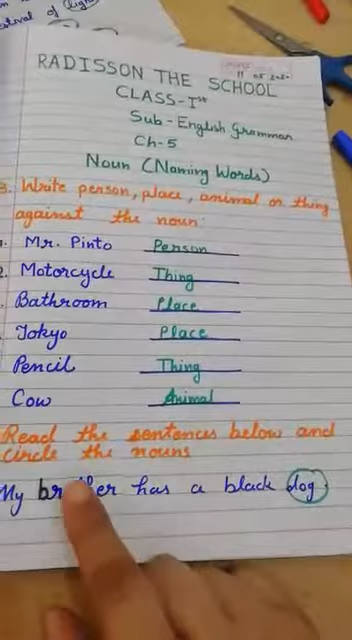 RADISSON THE SCHOOL
CLASS-Ist
Sub - English Grammar
Ch-5
Noun (Naming Words)
3. Write person, place, animal or thing
against the noun:
Mr. Pinto Person
Motorcycle Thing
Bathroom Place
Tokyo Place
Pencil Thing
Cow Animal
Read the sentences below and
circle the nouns
My brother has a black dog